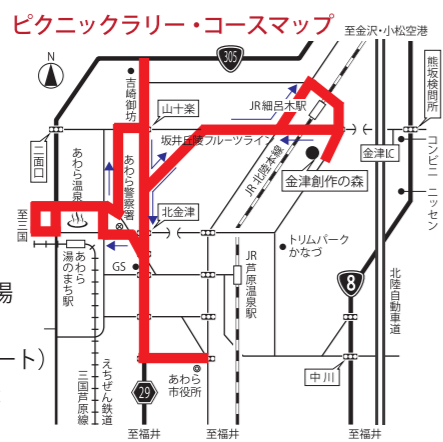 ピクニックラリー・コースマップ
至金沢・小松空港
305
N
熊坂検問所
吉崎御坊
山十楽
JR細呂木駅
二面口
坂井丘陵フルーツライン
コンビニ
ニッセン
金津IC
JR北陸本線
金津創作の森
あわら温泉
あわら警察署
至三国
北金津
トリムパークかなづ
あわら湯のまち駅
GS
JR芦原温泉駅
8
北陸自動車道
場
ート）
えちぜん鉄道
三国芦原線
29
あわら市役所
中川
至福井
至福井
至福井